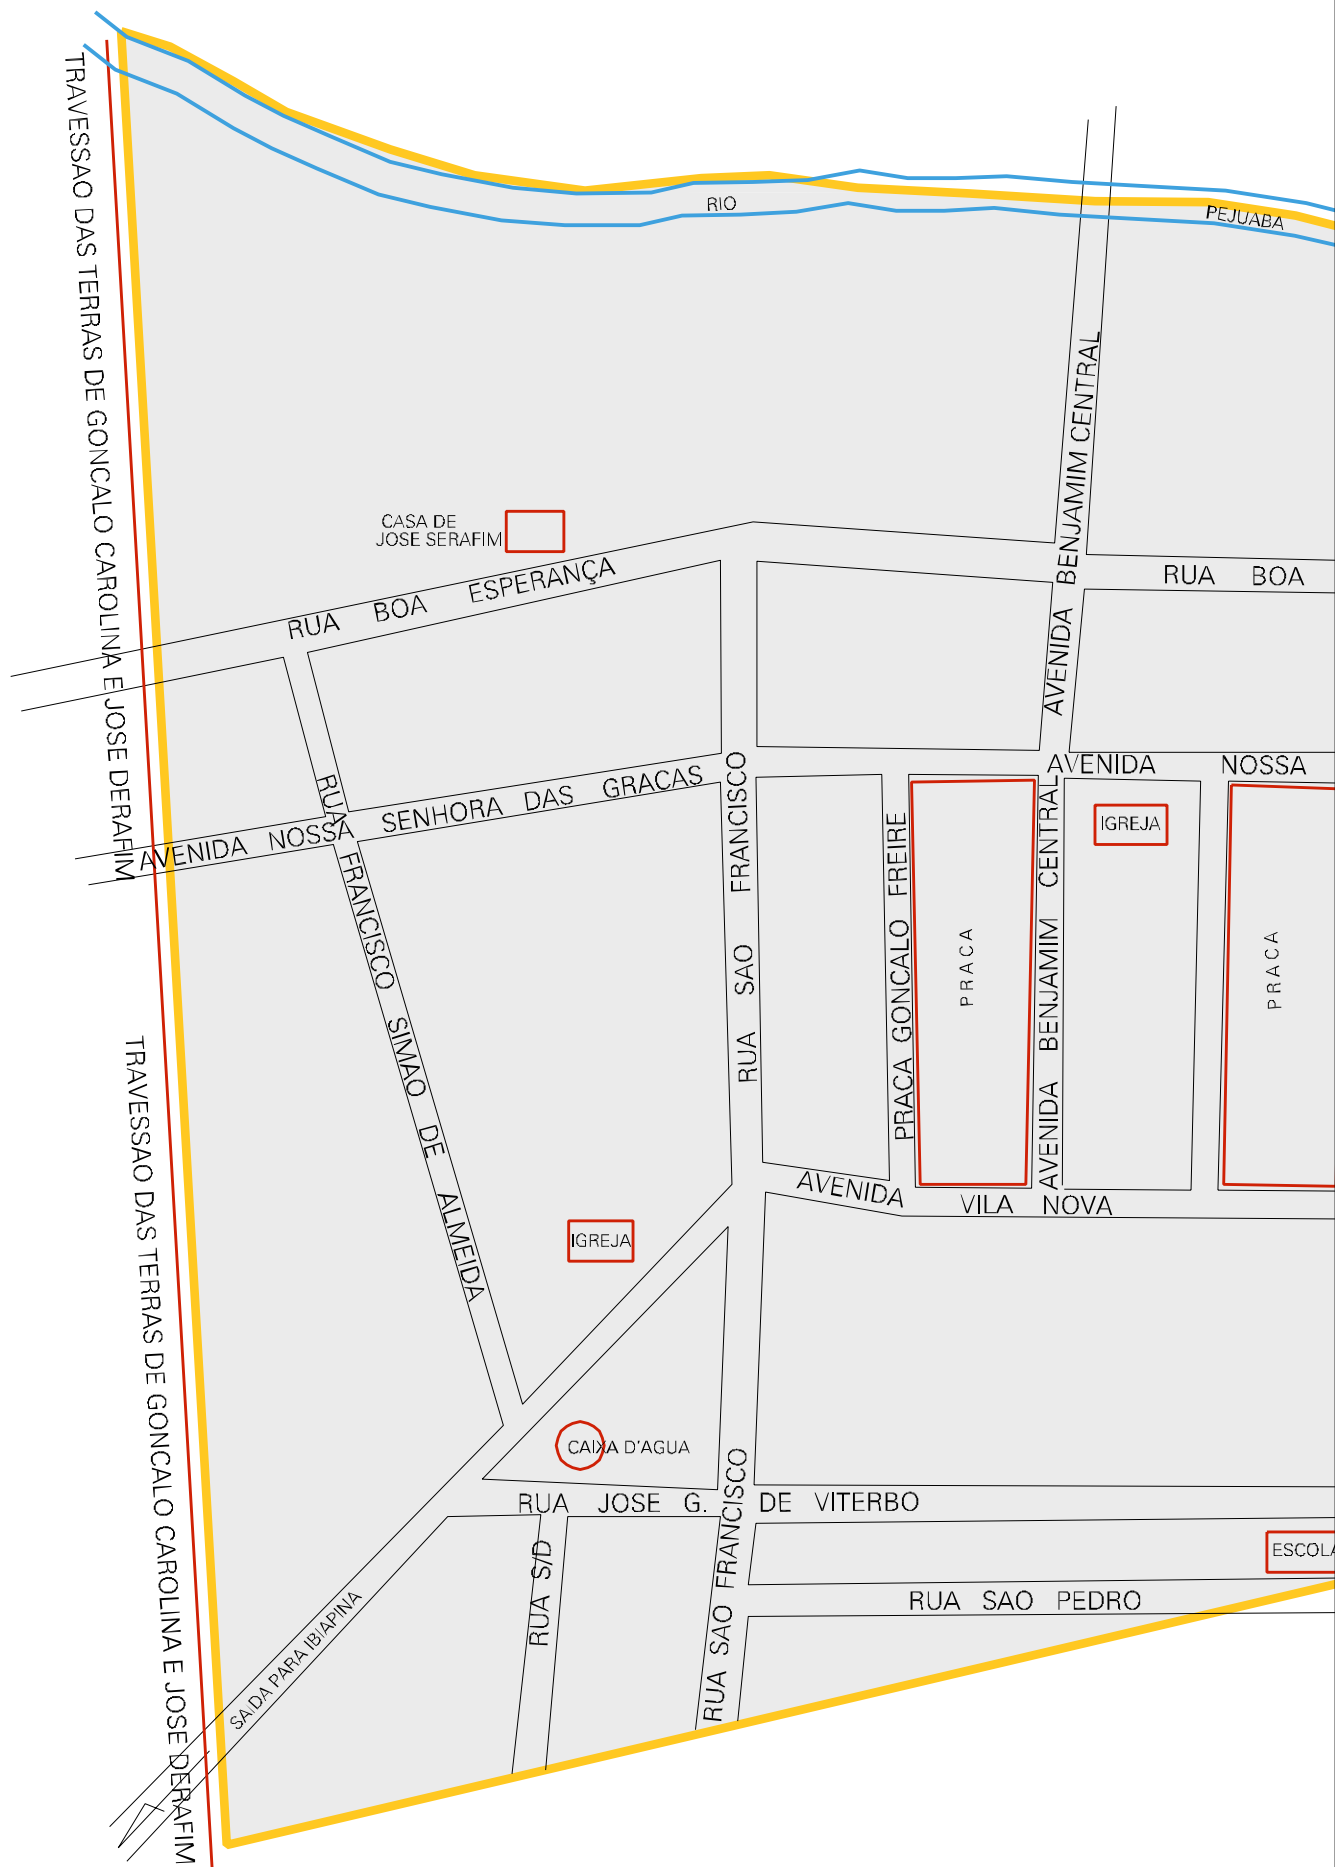 TRAVESSAO DAS TERRAS DE GONCALO CAROLINA E JOSE DERAFIM
RIO
PEJUABA
AVENIDA BENJAMIM CENTRAL
CASA DE
JOSE SERAFIM
RUA BOA ESPERANÇA
RUA BOA
AVENIDA NOSSA SENHORA DAS GRACAS
AVENIDA NOSSA
RUA FRANCISCO SIMAO DE ALMEIDA
RUA SAO FRANCISCO
PRACA GONCALO FREIRE
PRACA
AVENIDA BENJAMIM CENTRAL
IGREJA
PRACA
TRAVESSAO DAS TERRAS DE GONCALO CAROLINA E JOSE DERAFIM
AVENIDA VILA NOVA
IGREJA
CAIXA D'AGUA
RUA JOSE G. DE VITERBO
RUA S/D
RUA SAO FRANCISCO
ESCOLA
RUA SAO PEDRO
SAIDA PARA IBIAPINA